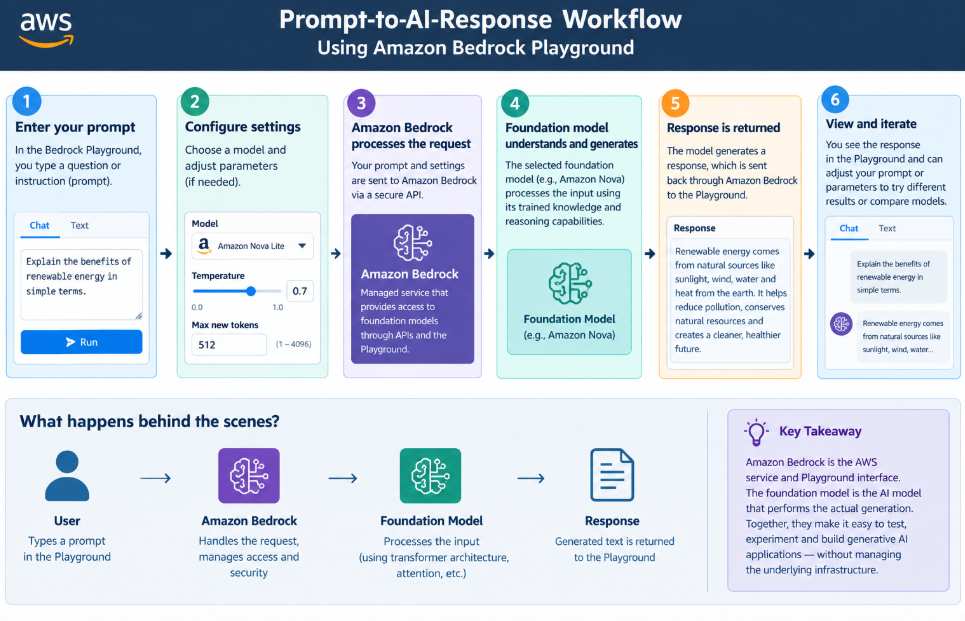 aws
Prompt-to-AI-Response Workflow
Using Amazon Bedrock Playground
1
Enter your prompt
In the Bedrock Playground,
you type a question or
instruction (prompt).
Chat Text
Explain the benefits of
renewable energy in
simple terms.
Run
2
Configure settings
Choose a model and
adjust parameters
(if needed).
Model
a Amazon Nova Lite
Temperature
0.7
0.0 1.0
Max new tokens
512 (1 – 4096)
3
Amazon Bedrock
processes the request
Your prompt and settings
are sent to Amazon Bedrock
via a secure API.
Amazon Bedrock
Managed service that
provides access to
foundation models
through APIs and the
Playground.
4
Foundation model
understands and generates
The selected foundation
model (e.g., Amazon Nova)
processes the input using
its trained knowledge and
reasoning capabilities.
Foundation Model
(e.g., Amazon Nova)
5
Response is returned
The model generates a
response, which is sent
back through Amazon Bedrock
to the Playground.
Response
Renewable energy comes
from natural sources like
sunlight, wind, water and
heat from the earth. It helps
reduce pollution, conserves
natural resources and
creates a cleaner, healthier
future.
6
View and iterate
You see the response
in the Playground and can
adjust your prompt or
parameters to try different
results or compare models.
Chat Text
Explain the benefits of
renewable energy in
simple terms.
Renewable energy comes
from natural sources like
sunlight, wind, water...
What happens behind the scenes?
User
Types a prompt
in the Playground
Amazon Bedrock
Handles the request,
manages access and
security
Foundation Model
Processes the input
(using transformer architecture,
attention, etc.)
Response
Generated text is returned
to the Playground
Key Takeaway
Amazon Bedrock is the AWS
service and Playground interface.
The foundation model is the AI model
that performs the actual generation.
Together, they make it easy to test,
experiment and build generative AI
applications — without managing
the underlying infrastructure.